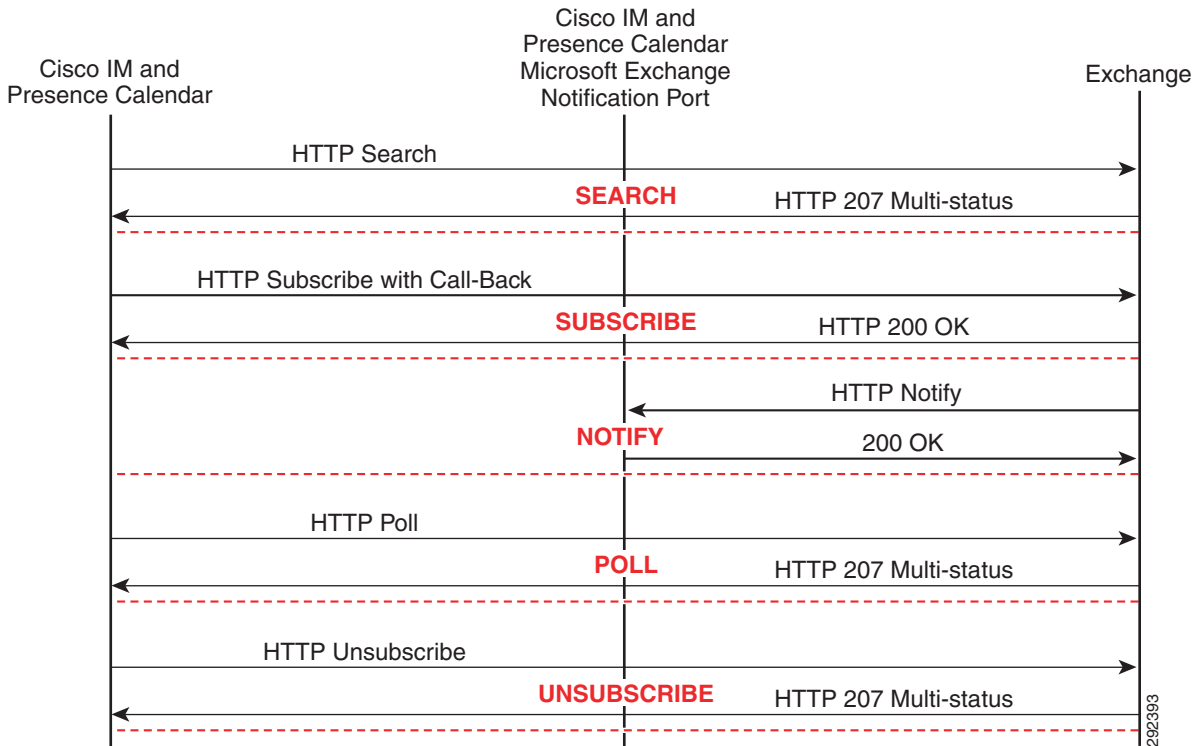 Cisco IM and
Presence Calendar
Cisco IM and
Presence Calendar
Microsoft Exchange
Notification Port
Exchange
HTTP Search
SEARCH
HTTP 207 Multi-status
HTTP Subscribe with Call-Back
SUBSCRIBE
HTTP 200 OK
HTTP Notify
NOTIFY
200 OK
HTTP Poll
POLL
HTTP 207 Multi-status
HTTP Unsubscribe
UNSUBSCRIBE
HTTP 207 Multi-status
292393